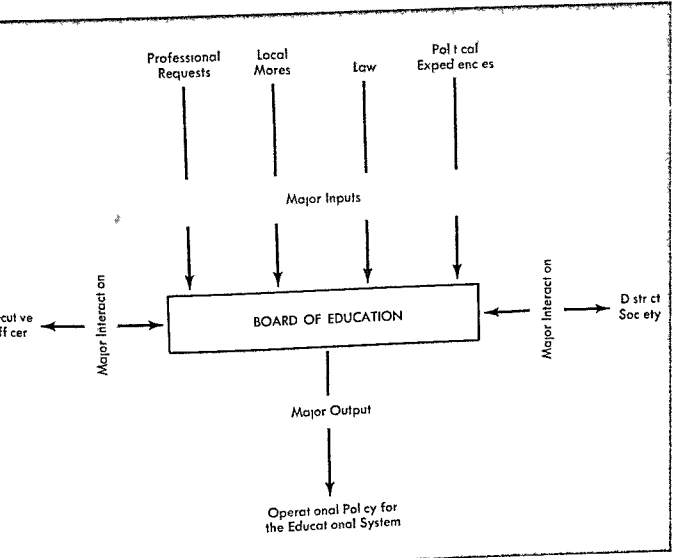 Professional
Requests
Local
Mores
Law
Pol t cal
Exped enc es
Major Inputs
Major Interact on
cut ve
ff cer
BOARD OF EDUCATION
Major Interact on
D str ct
Soc ety
Major Output
Operat onal Pol cy for
the Educat onal System